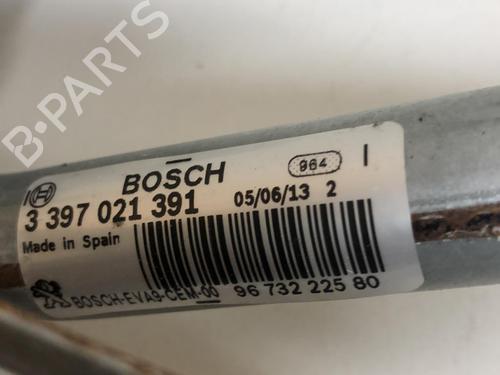 B-PARTS
BOSCH
964
I
3 397 021 391
05/06/13 2
Made in Spain
BOSCH-EVA9-CEM-00
96 732 225 80